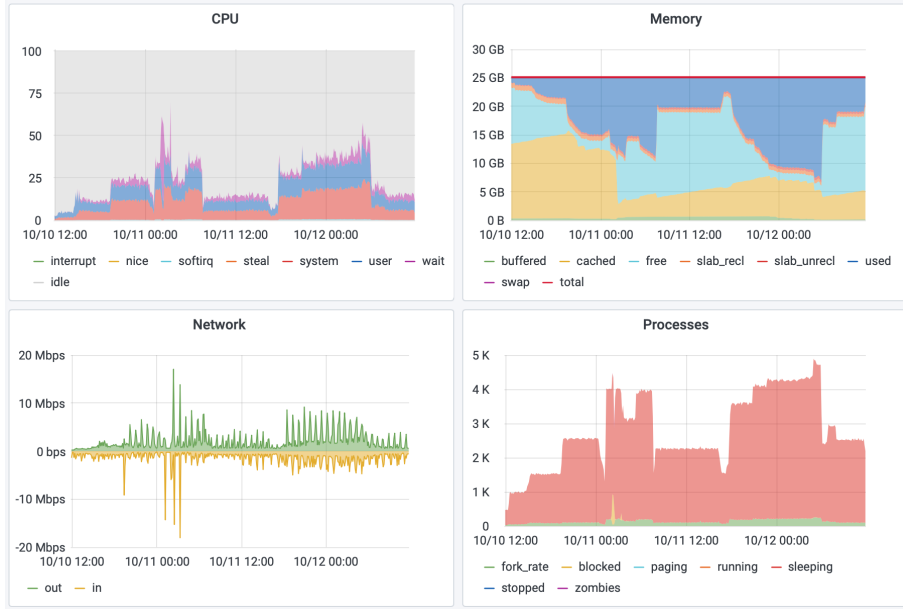 CPU
100
75
50
25
0
10/10 12:00 10/11 00:00 10/11 12:00 10/12 00:00
interrupt nice softirq steal system user wait
idle
Memory
30 GB
25 GB
20 GB
15 GB
10 GB
5 GB
0 B
10/10 12:00 10/11 00:00 10/11 12:00 10/12 00:00
buffered cached free slab_recl slab_unrecl used
swap total
Network
20 Mbps
10 Mbps
0 bps
-10 Mbps
-20 Mbps
10/10 12:00 10/11 00:00 10/11 12:00 10/12 00:00
out in
Processes
5 K
4 K
3 K
2 K
1 K
0
10/10 12:00 10/11 00:00 10/11 12:00 10/12 00:00
fork_rate blocked paging running sleeping
stopped zombies